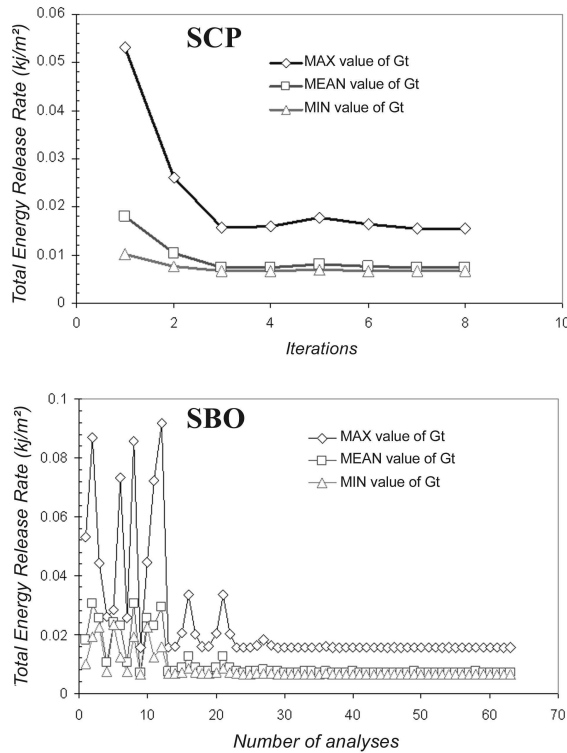 SCP
Total Energy Release Rate (kj/m²)
0.06
0.05
0.04
0.03
0.02
0.01
0
MAX value of Gt
MEAN value of Gt
MIN value of Gt
0 2 4 6 8 10
Iterations
SBO
Total Energy Release Rate (kj/m²)
0.1
0.08
0.06
0.04
0.02
0
MAX value of Gt
MEAN value of Gt
MIN value of Gt
0 10 20 30 40 50 60 70
Number of analyses